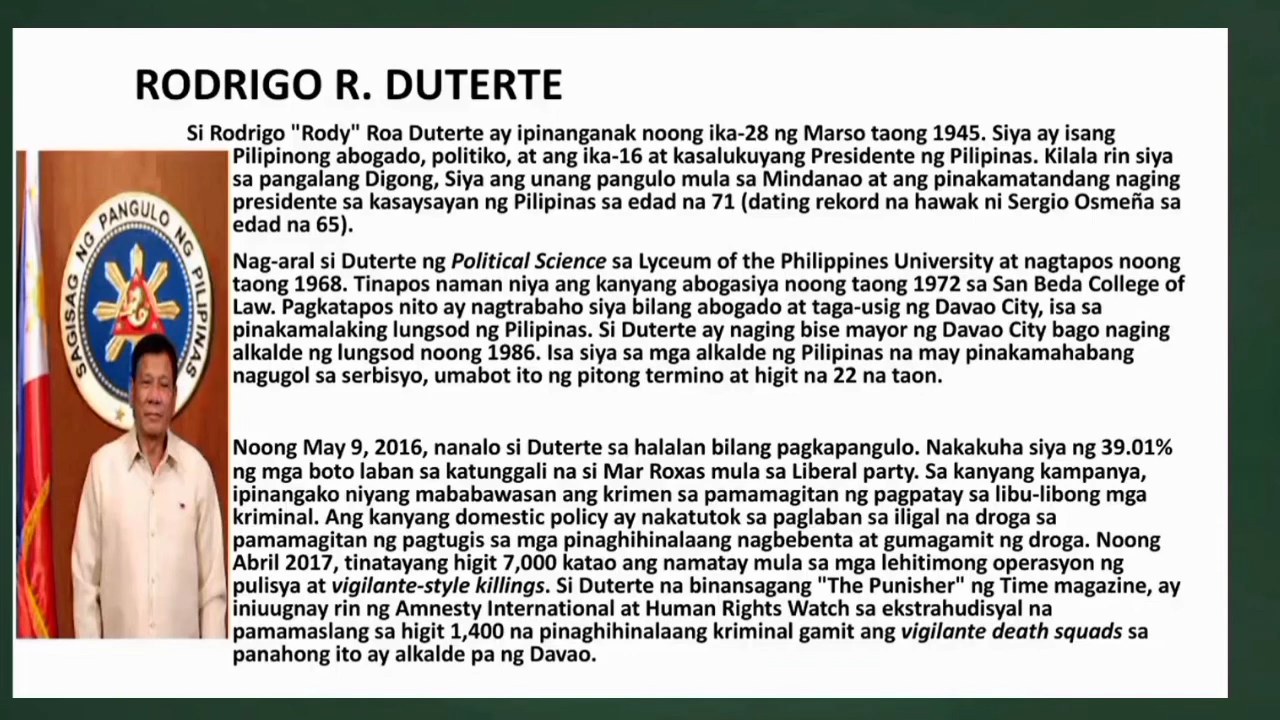 RODRIGO R. DUTERTE
Si Rodrigo "Rody" Roa Duterte ay ipinanganak noong ika-28 ng Marso taong 1945. Siya ay isang
Pilipinong abogado, politiko, at ang ika-16 at kasalukuyang Presidente ng Pilipinas. Kilala rin siya
sa pangalang Digong, Siya ang unang pangulo mula sa Mindanao at ang pinakamatandang naging
presidente sa kasaysayan ng Pilipinas sa edad na 71 (dating rekord na hawak ni Sergio Osmeña sa
edad na 65).
Nag-aral si Duterte ng Political Science sa Lyceum of the Philippines University at nagtapos noong
taong 1968. Tinapos naman niya ang kanyang abogasiya noong taong 1972 sa San Beda College of
Law. Pagkatapos nito ay nagtrabaho siya bilang abogado at taga-usig ng Davao City, isa sa
pinakamalaking lungsod ng Pilipinas. Si Duterte ay naging bise mayor ng Davao City bago naging
alkalde ng lungsod noong 1986. Isa siya sa mga alkalde ng Pilipinas na may pinakamahabang
nagugol sa serbisyo, umabot ito ng pitong termino at higit na 22 na taon.
Noong May 9, 2016, nanalo si Duterte sa halalan bilang pagkapangulo. Nakakuha siya ng 39.01%
ng mga boto laban sa katunggali na si Mar Roxas mula sa Liberal party. Sa kanyang kampanya,
ipinangako niyang mababawasan ang krimen sa pamamagitan ng pagpatay sa libu-libong mga
kriminal. Ang kanyang domestic policy ay nakatutok sa paglaban sa iligal na droga sa
pamamagitan ng pagtugis sa mga pinaghihinalaang nagbebenta at gumagamit ng droga. Noong
Abril 2017, tinatayang higit 7,000 katao ang namatay mula sa mga lehitimong operasyon ng
pulisya at vigilante-style killings. Si Duterte na binansagang "The Punisher" ng Time magazine, ay
iniuugnay rin ng Amnesty International at Human Rights Watch sa ekstrahudisyal na
pamamaslang sa higit 1,400 na pinaghihinalaang kriminal gamit ang vigilante death squads sa
panahong ito ay alkalde pa ng Davao.
SAGISAG NG PANGULO NG PILIPINAS